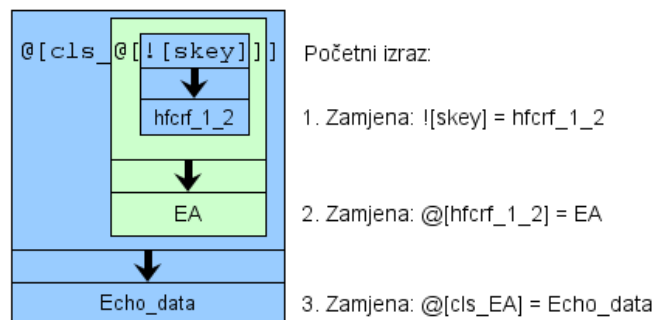 @[cls_@[![skey]]] Početni izraz:
hfcrf_1_2 1. Zamjena: ![skey] = hfcrf_1_2
EA 2. Zamjena: @[hfcrf_1_2] = EA
Echo_data 3. Zamjena: @[cls_EA] = Echo_data